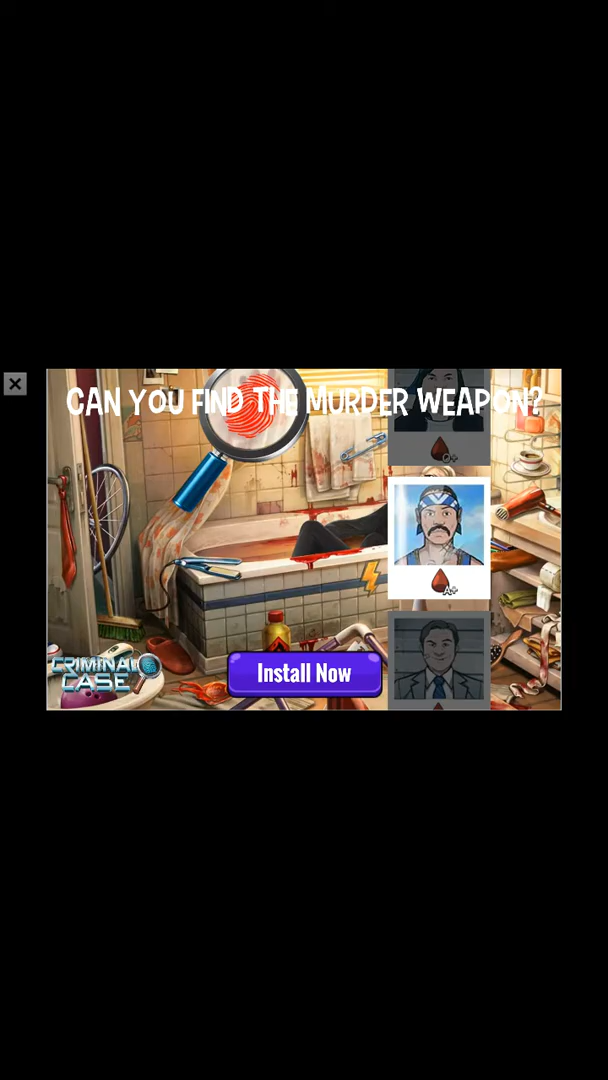 CAN YOU FIND THE MURDER WEAPON?
O+
A+
CRIMINAL
CASE
Install Now